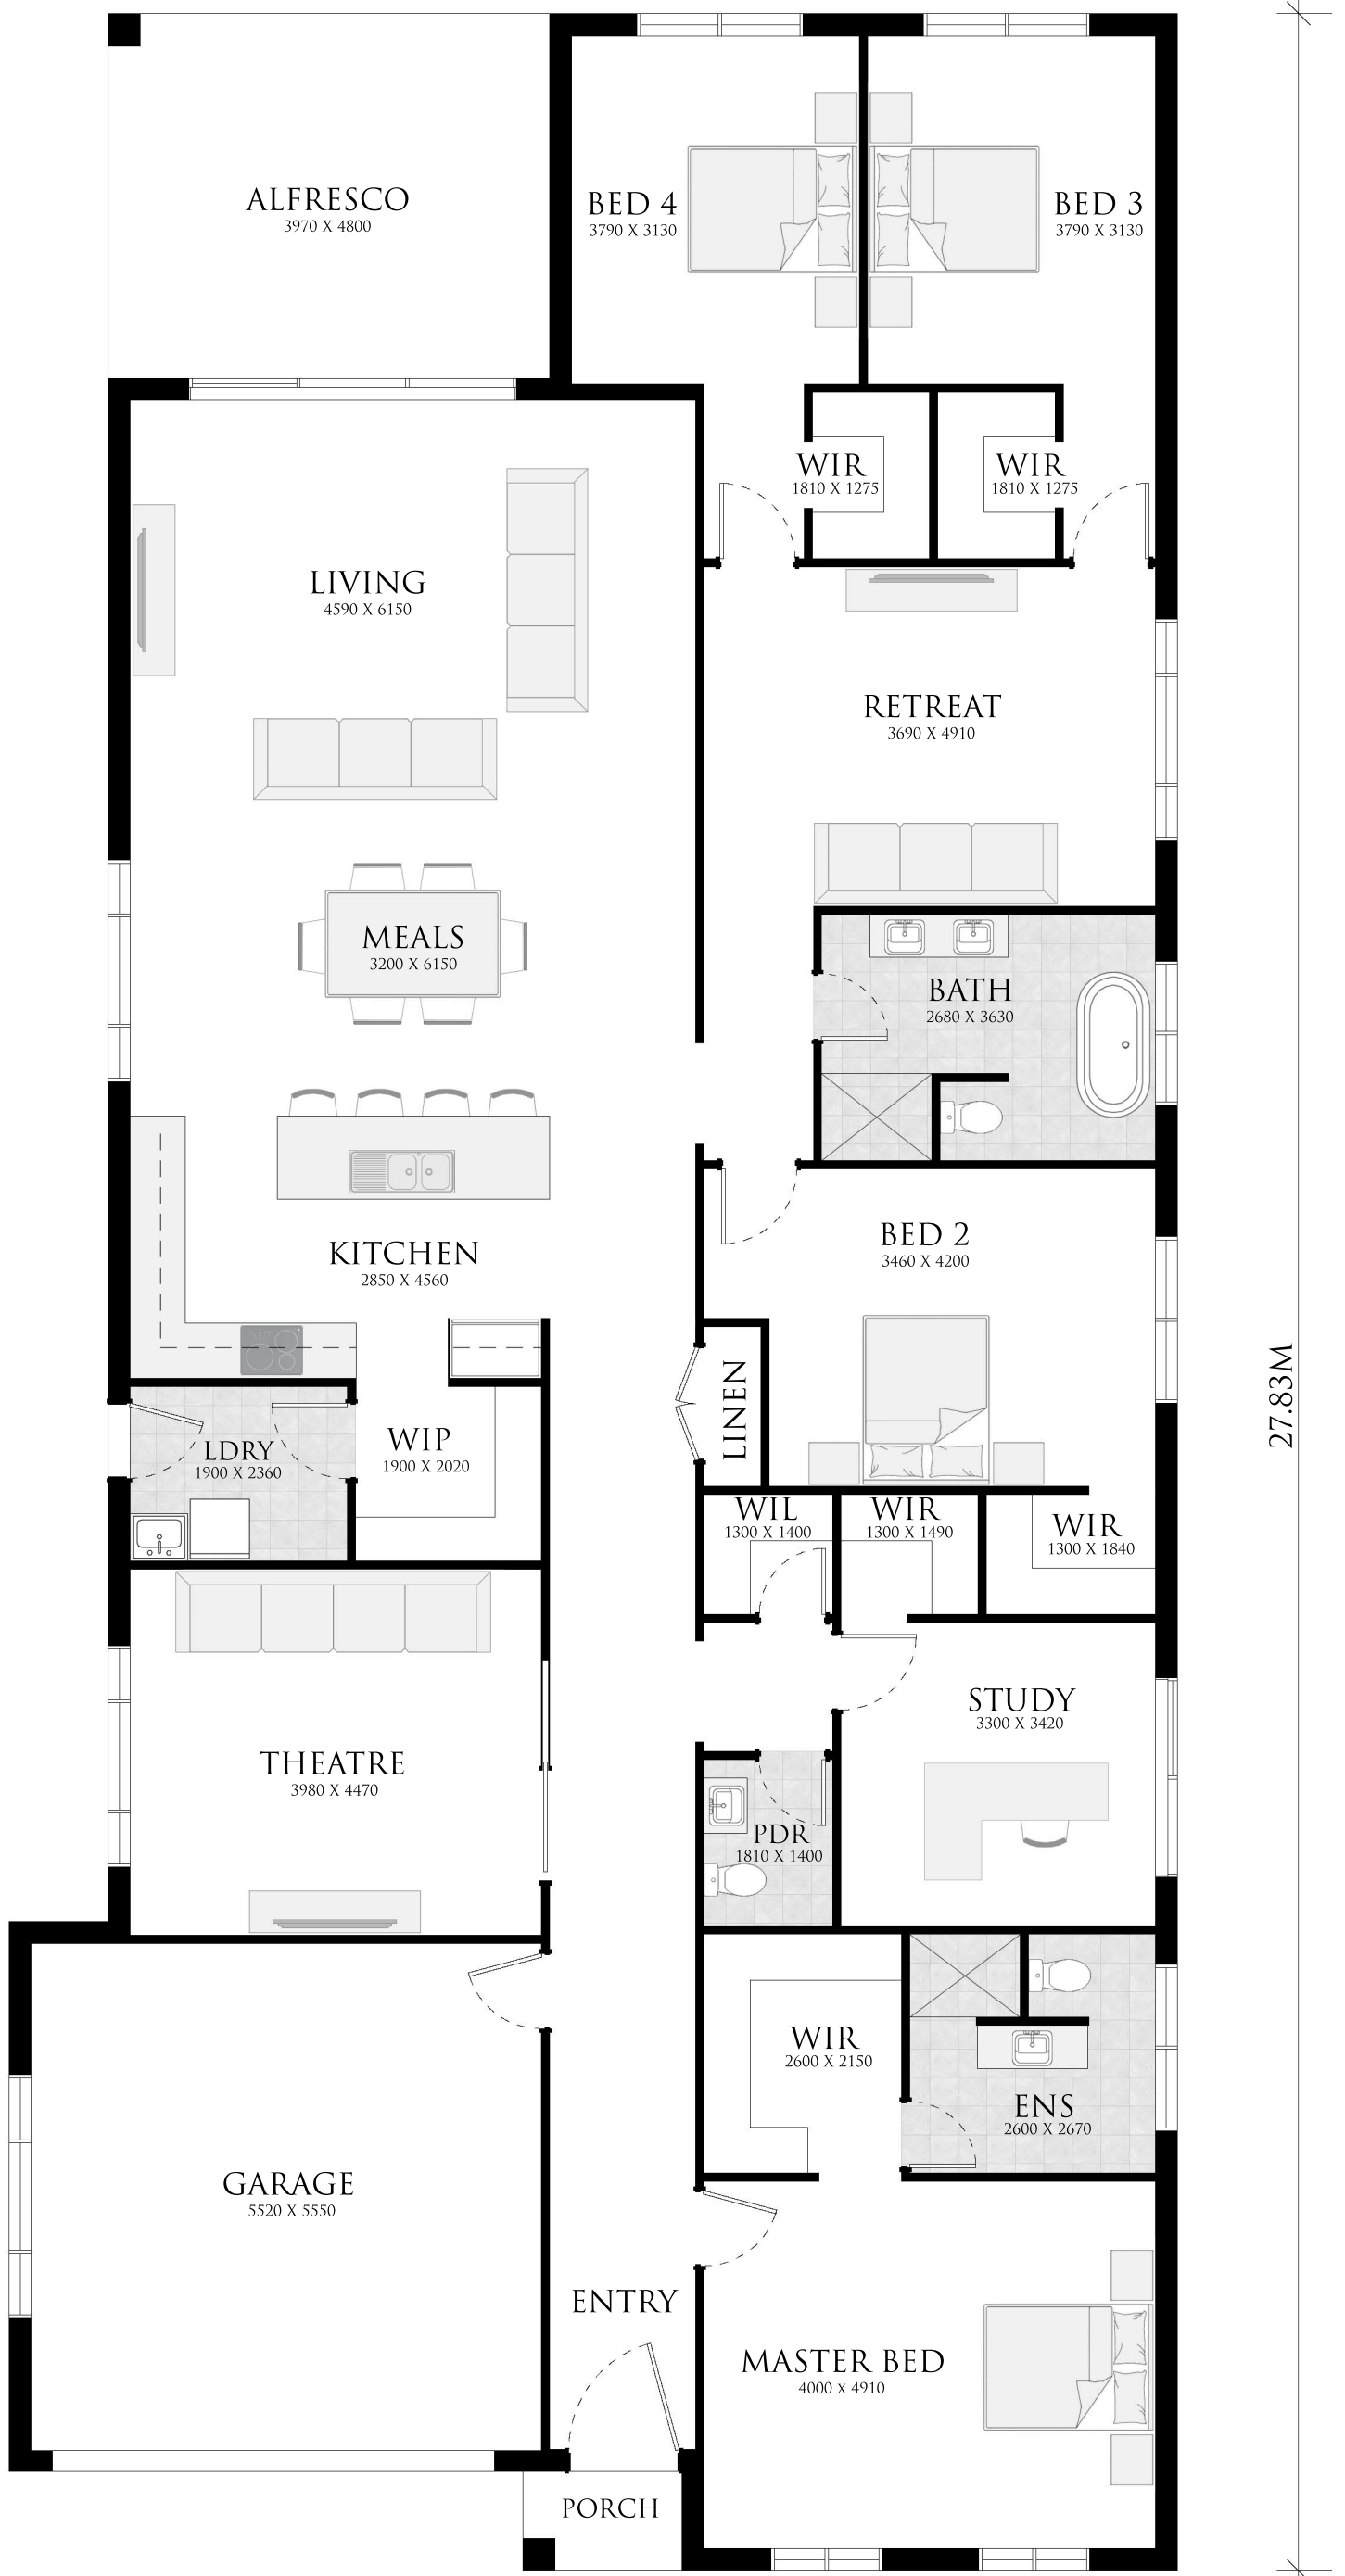 ALFRESCO
3970 X 4800
BED 4
3790 X 3130
BED 3
3790 X 3130
WIR
1810 X 1275
WIR
1810 X 1275
LIVING
4590 X 6150
RETREAT
3690 X 4910
MEALS
3200 X 6150
BATH
2680 X 3630
KITCHEN
2850 X 4560
BED 2
3460 X 4200
27.83M
LINEN
LDRY
1900 X 2360
WIP
1900 X 2020
WIL
1300 X 1400
WIR
1300 X 1490
WIR
1300 X 1840
STUDY
3300 X 3420
THEATRE
3980 X 4470
PDR
1810 X 1400
WIR
2600 X 2150
ENS
2600 X 2670
GARAGE
5520 X 5550
ENTRY
MASTER BED
4000 X 4910
PORCH